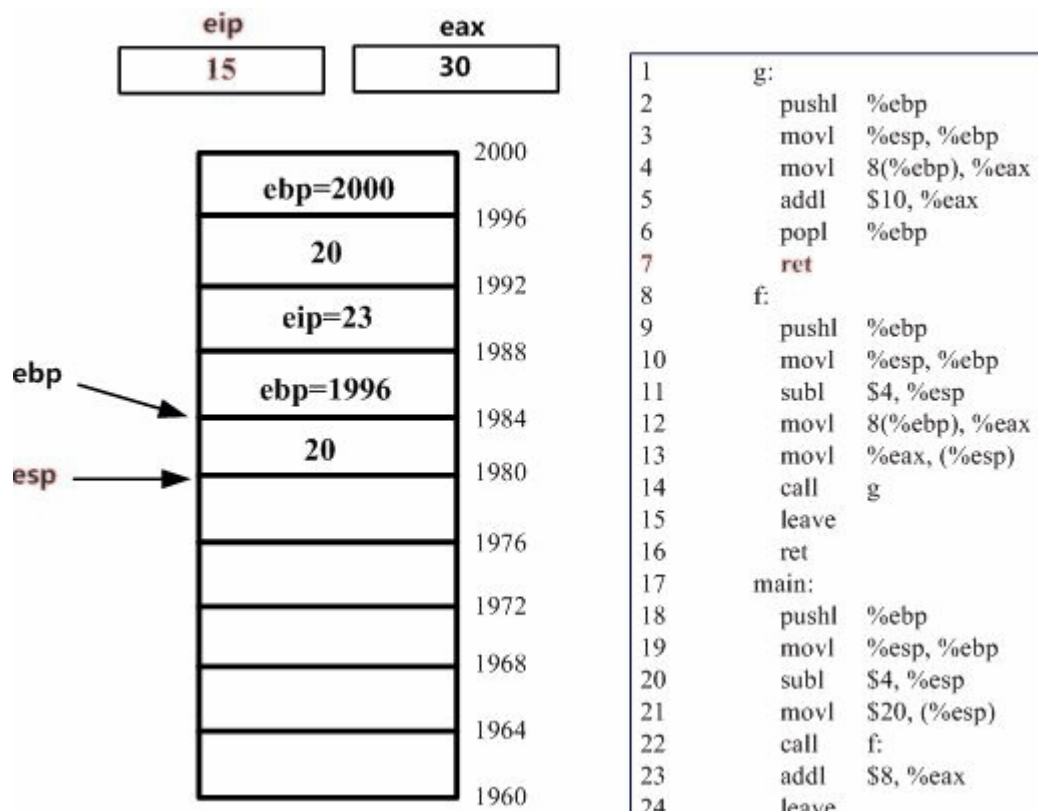 eip eax
15 30
2000
ebp=2000
1996
20
1992
eip=23
1988
ebp
ebp=1996
1984
20
esp
1980
1976
1972
1968
1964
1960
1 g:
2 pushl %ebp
3 movl %esp, %ebp
4 movl 8(%ebp), %eax
5 addl $10, %eax
6 popl %ebp
7 ret
8 f:
9 pushl %ebp
10 movl %esp, %ebp
11 subl $4, %esp
12 movl 8(%ebp), %eax
13 movl %eax, (%esp)
14 call g
15 leave
16 ret
17 main:
18 pushl %ebp
19 movl %esp, %ebp
20 subl $4, %esp
21 movl $20, (%esp)
22 call f:
23 addl $8, %eax
24 leave